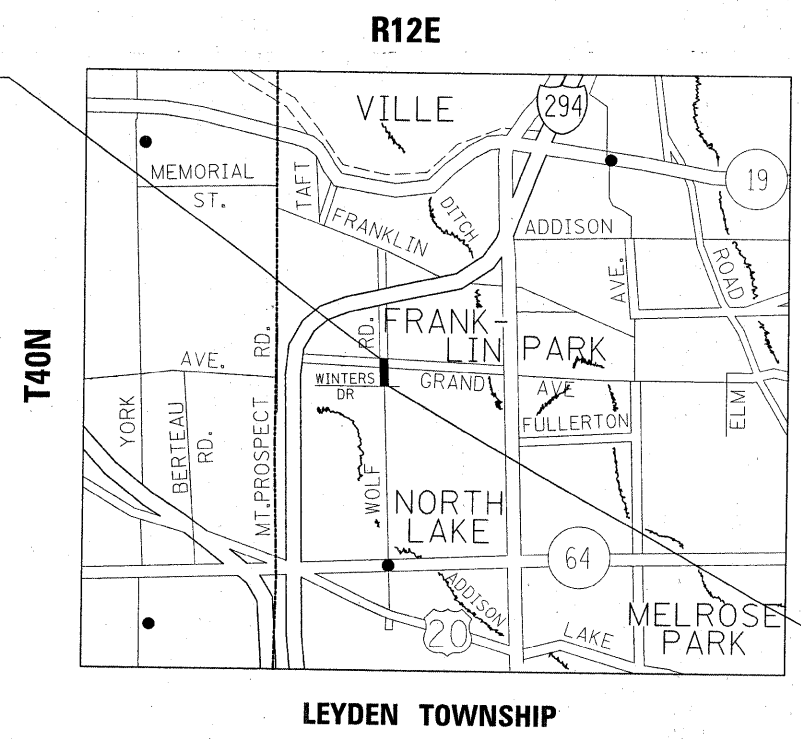 R12E
VILLE
294
MEMORIAL
ST.
TAFT
19
FRANKLIN
DITCH
ADDISON
AVE.
ROAD
RD.
RD.
FRANK-
LIN PARK
T40N
AVE.
WINTERS
DR
GRAND
AVE
FULLERTON
ELM
YORK
BERTEAU
RD.
MT.PROSPECT
WOLF
NORTH
LAKE
64
ADDISON
20
LAKE
MELROSE
PARK
LEYDEN TOWNSHIP